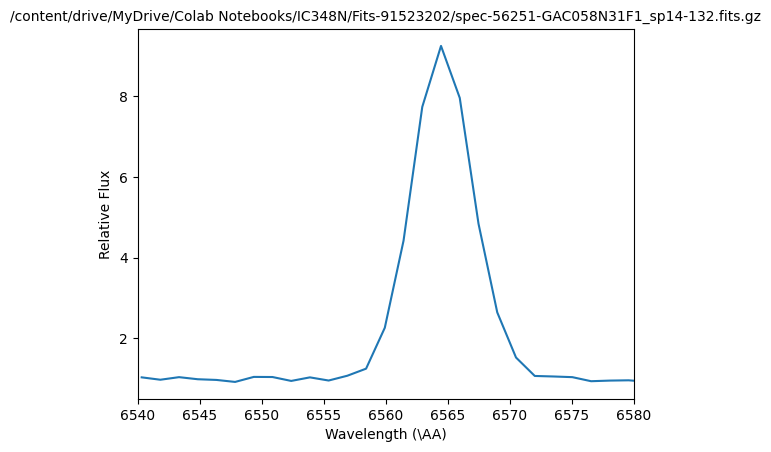 /content/drive/MyDrive/Colab Notebooks/IC348N/Fits-91523202/spec-56251-GAC058N31F1_sp14-132.fits.gz
8
6
4
2
Relative Flux
6540 6545 6550 6555 6560 6565 6570 6575 6580
Wavelength (\AA)